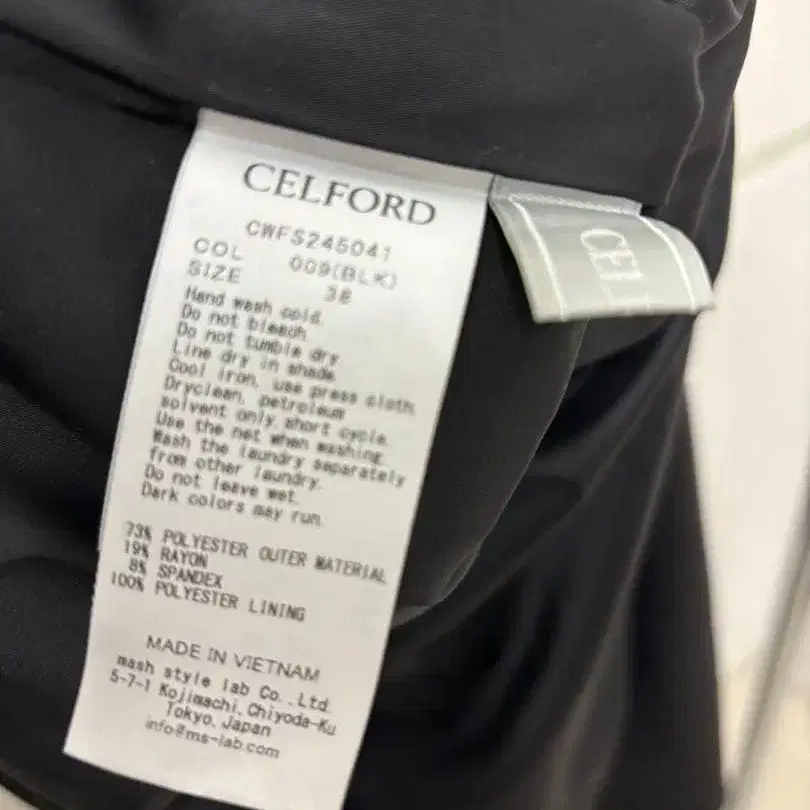 CELFORD
CWFS245041
COL 009(BLK)
SIZE 38
Hand wash cold.
Do not bleach
Do not tumble dry
Line dry in shade
Cool iron, use press cloth.
Dryclean, petroleum
solvent only, short cycle.
Use the net when washing.
Wash the laundry separately
from other laundry.
Do not leave wet.
Dark colors may run.
73% POLYESTER OUTER MATERIAL
19% RAYON
8% SPANDEX
100% POLYESTER LINING
MADE IN VIETNAM
mash style lab Co., Ltd.
5-7-1 Kojimachi, Chiyoda-Ku
Tokyo, Japan
info@ms-lab.com